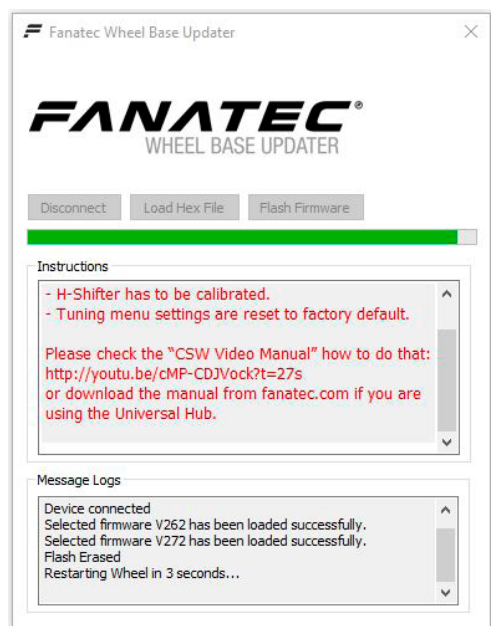 Fanatec Wheel Base Updater
FANATEC®
WHEEL BASE UPDATER
Disconnect Load Hex File Flash Firmware
Instructions
- H-Shifter has to be calibrated.
- Tuning menu settings are reset to factory default.
Please check the “CSW Video Manual” how to do that:
http://youtu.be/cMP-CDJVock?t=27s
or download the manual from fanatec.com if you are
using the Universal Hub.
Message Logs
Device connected
Selected firmware V262 has been loaded successfully.
Selected firmware V272 has been loaded successfully.
Flash Erased
Restarting Wheel in 3 seconds...